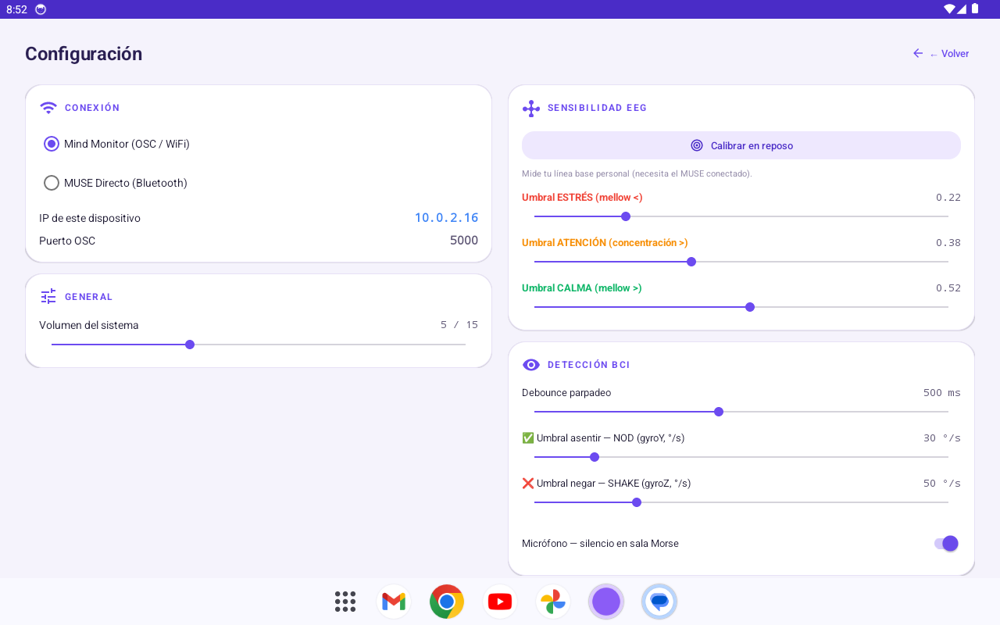 8:52
Configuración
← Volver
CONEXIÓN
Mind Monitor (OSC / WiFi)
MUSE Directo (Bluetooth)
IP de este dispositivo 10.0.2.16
Puerto OSC 5000
GENERAL
Volumen del sistema 5 / 15
SENSIBILIDAD EEG
Calibrar en reposo
Mide tu línea base personal (necesita el MUSE conectado).
Umbral ESTRÉS (mellow <) 0.22
Umbral ATENCIÓN (concentración >) 0.38
Umbral CALMA (mellow >) 0.52
DETECCIÓN BCI
Debounce parpadeo 500 ms
✅ Umbral asentir — NOD (gyroY, °/s) 30 °/s
❌ Umbral negar — SHAKE (gyroZ, °/s) 50 °/s
Micrófono — silencio en sala Morse